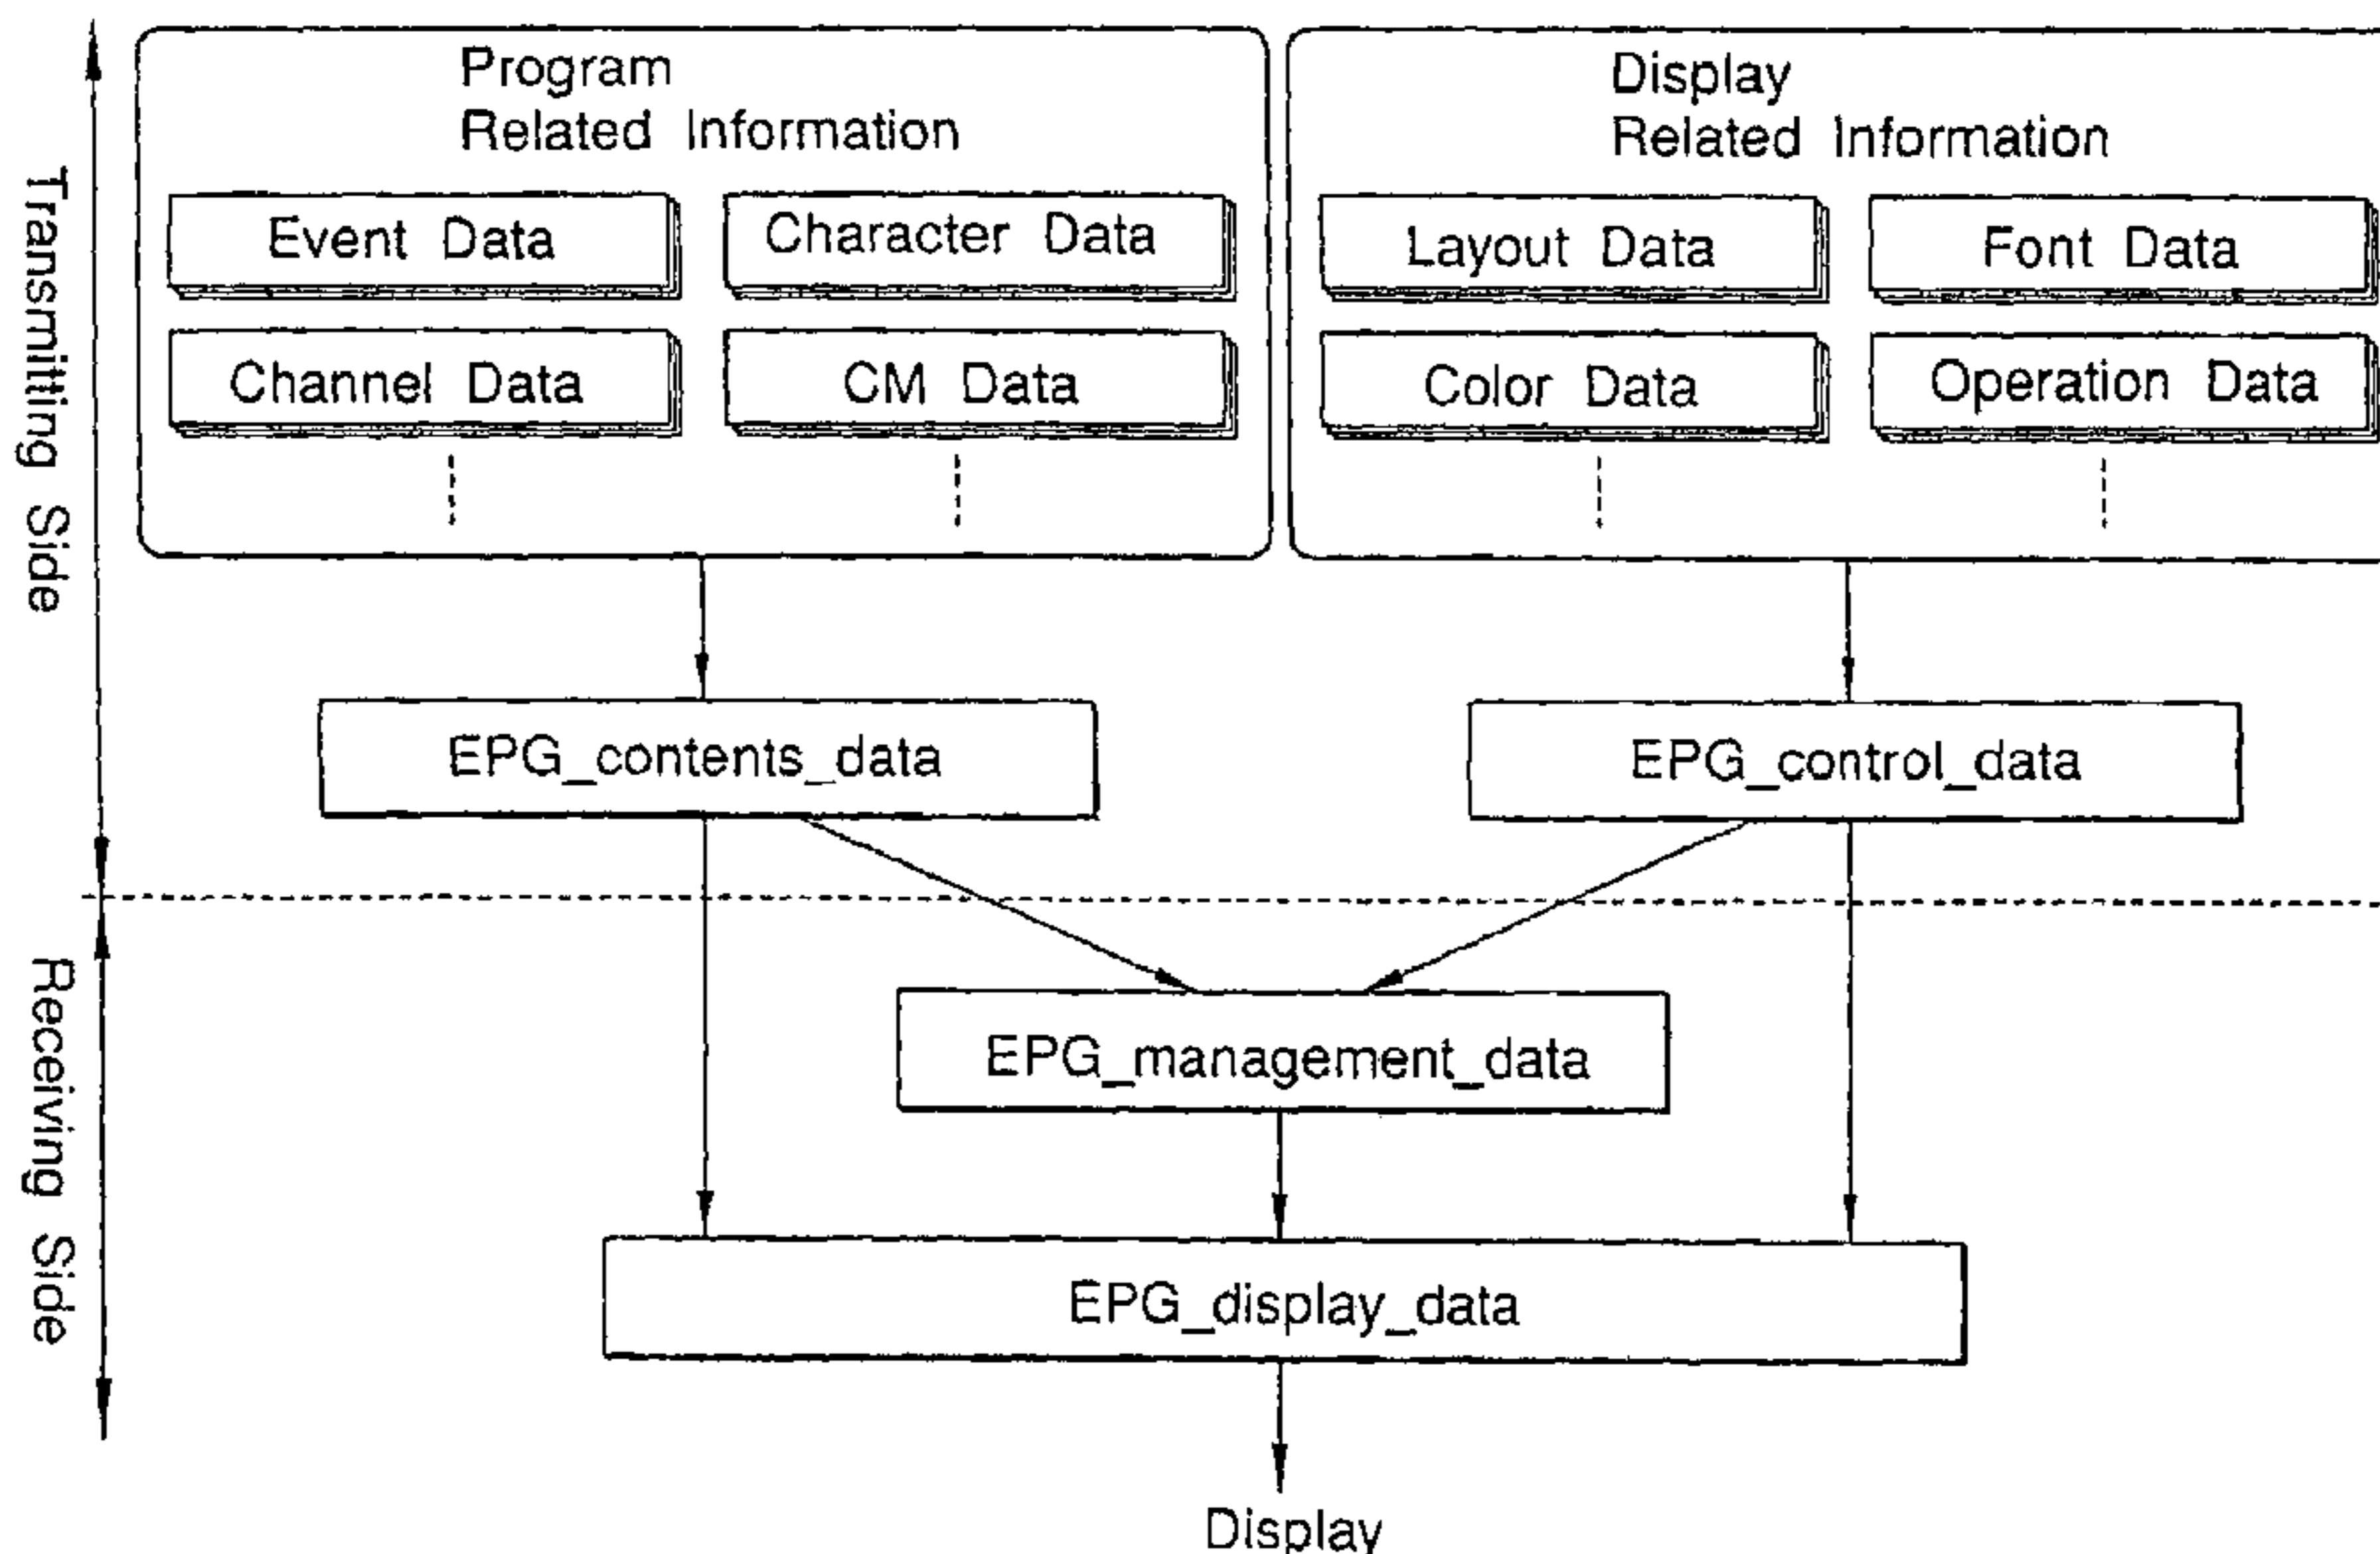 Transmitting Side
Program
Related Information
Event Data
Character Data
Channel Data
CM Data
Display
Related Information
Layout Data
Font Data
Color Data
Operation Data
EPG_contents_data
EPG_control_data
Receiving Side
EPG_management_data
EPG_display_data
Display